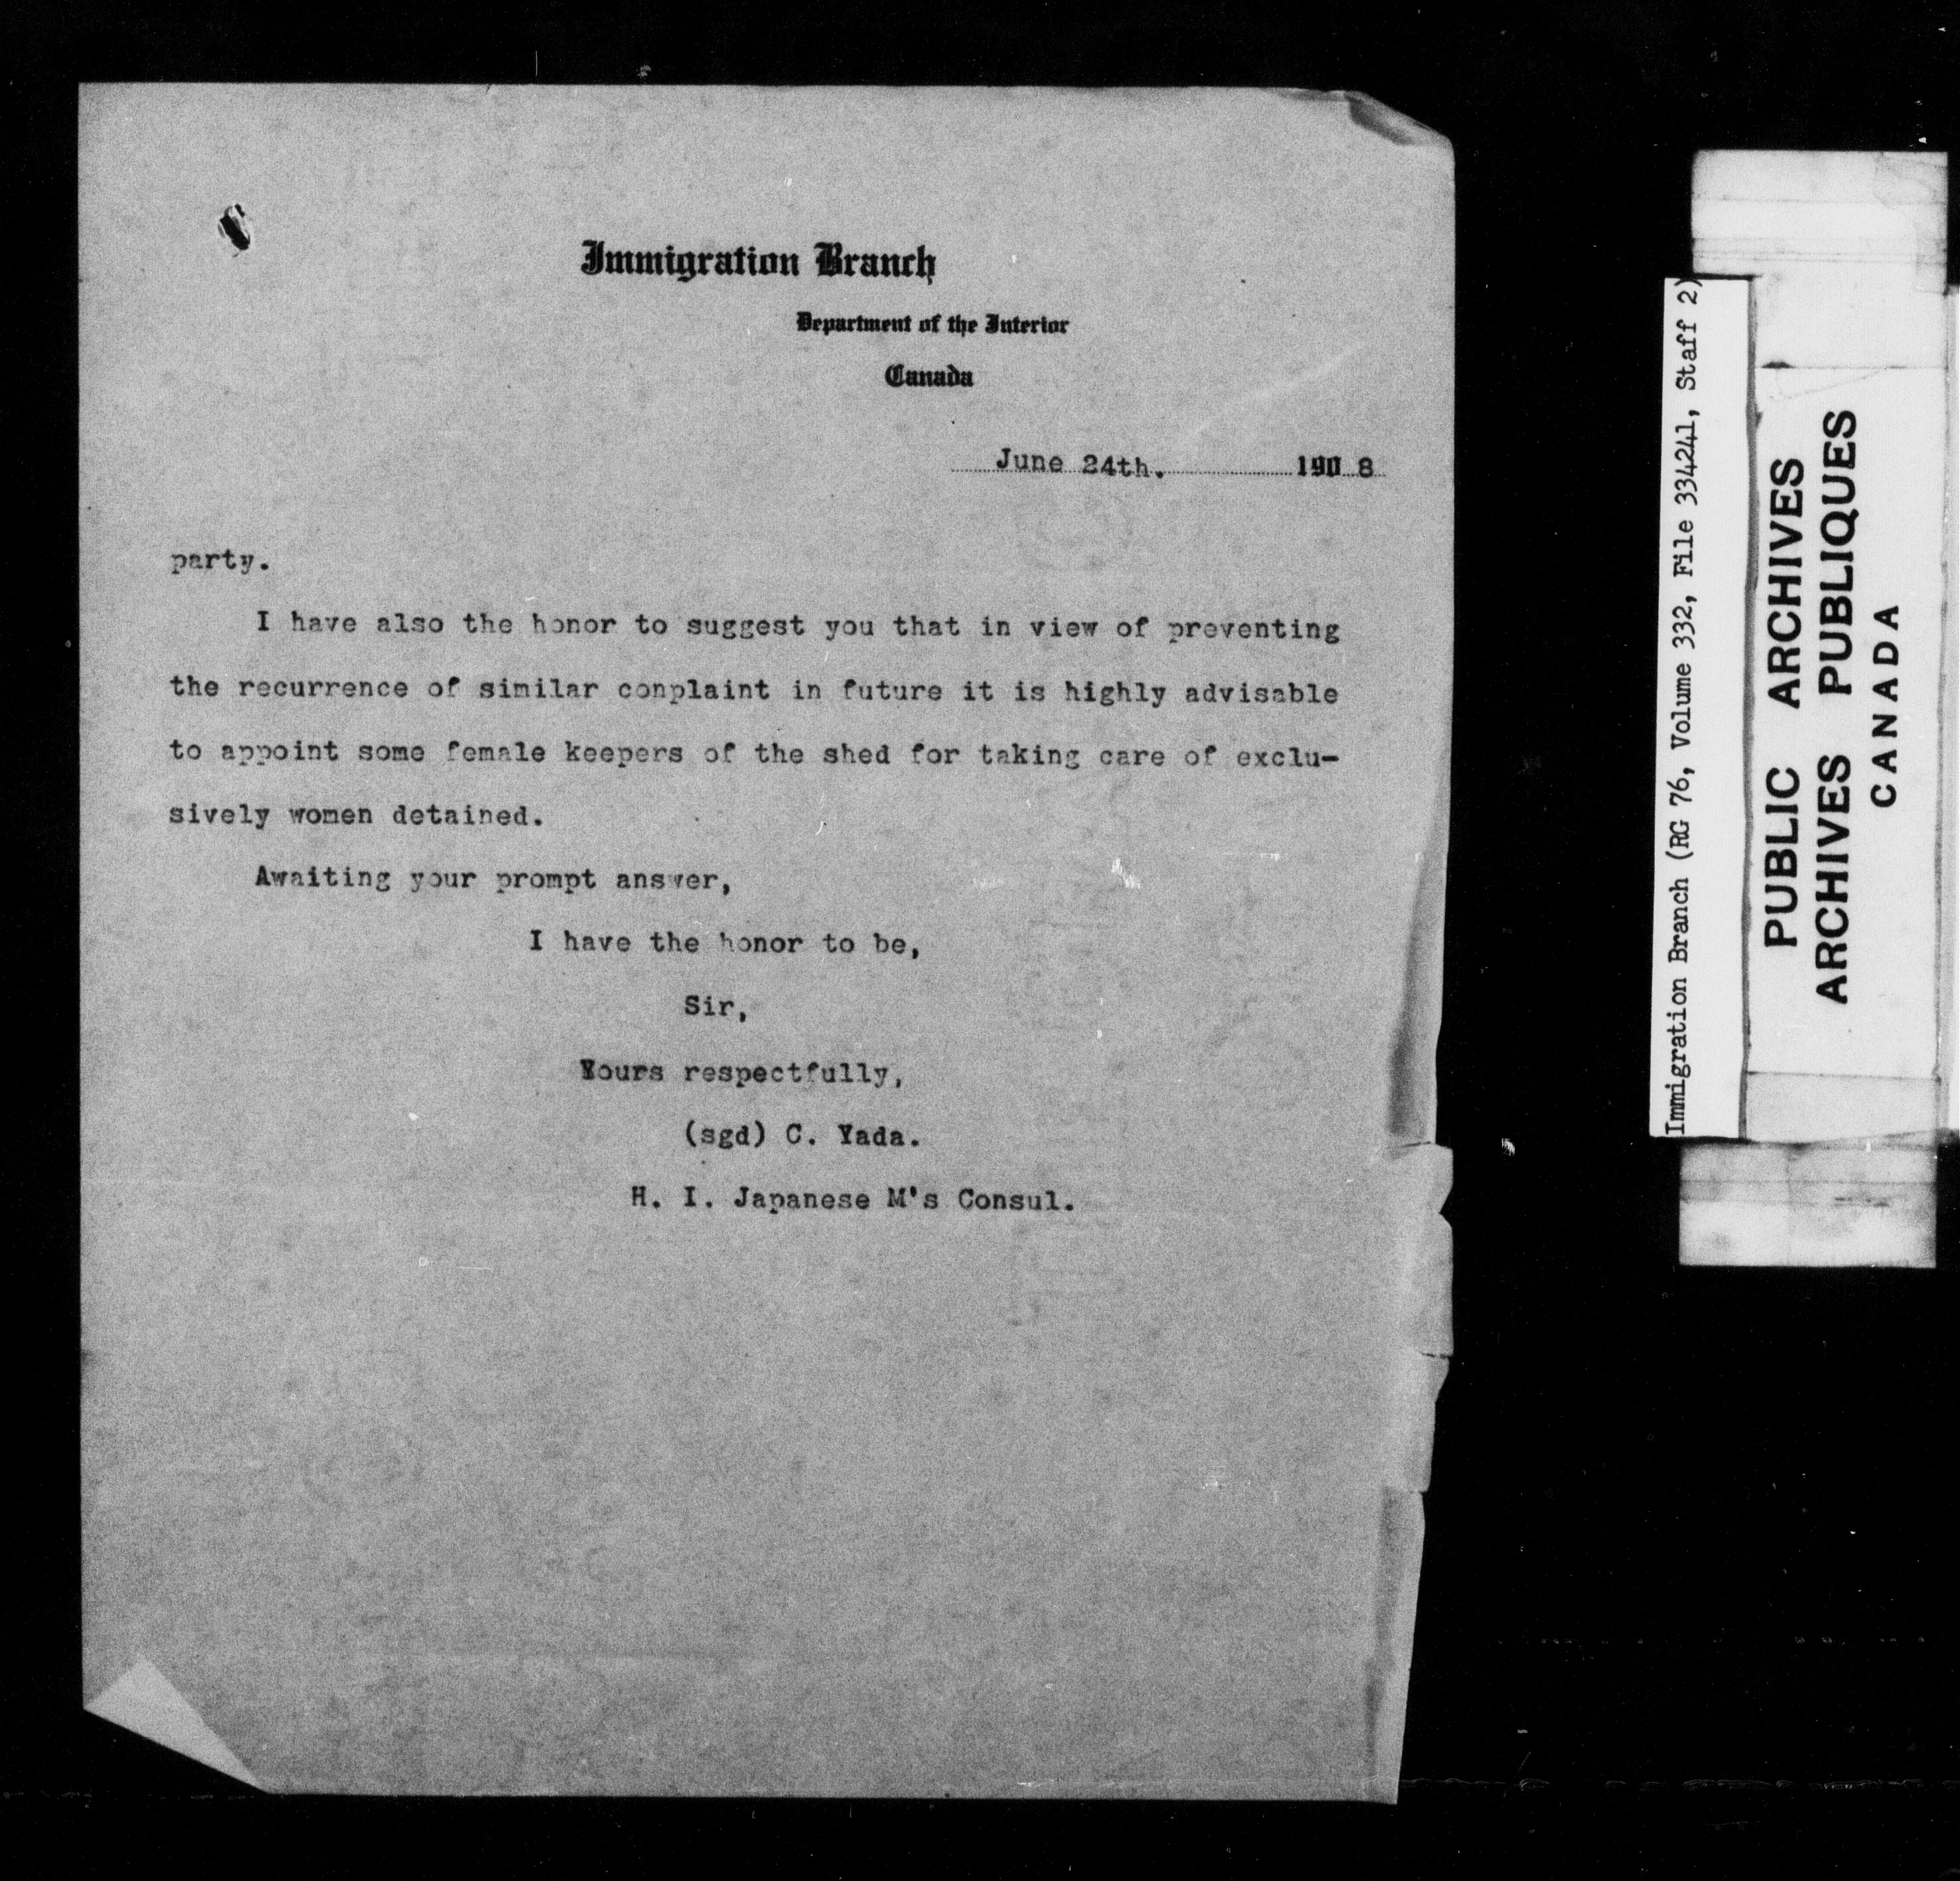 Immigration Branch
Department of the Interior
Canada
June 24th. 190 8
party.
I have also the honor to suggest you that in view of preventing
the recurrence of similar conplaint in future it is highly advisable
to appoint some female keepers of the shed for taking care of exclu-
sively women detained.
Awaiting your prompt answer,
I have the honor to be,
Sir,
Yours respectfully,
(sgd) C. Yada.
H. I. Japanese M's Consul.
Immigration Branch (RG 76, Volume 332, File 334241, Staff 2)
PUBLIC ARCHIVES
ARCHIVES PUBLIQUES
CANADA